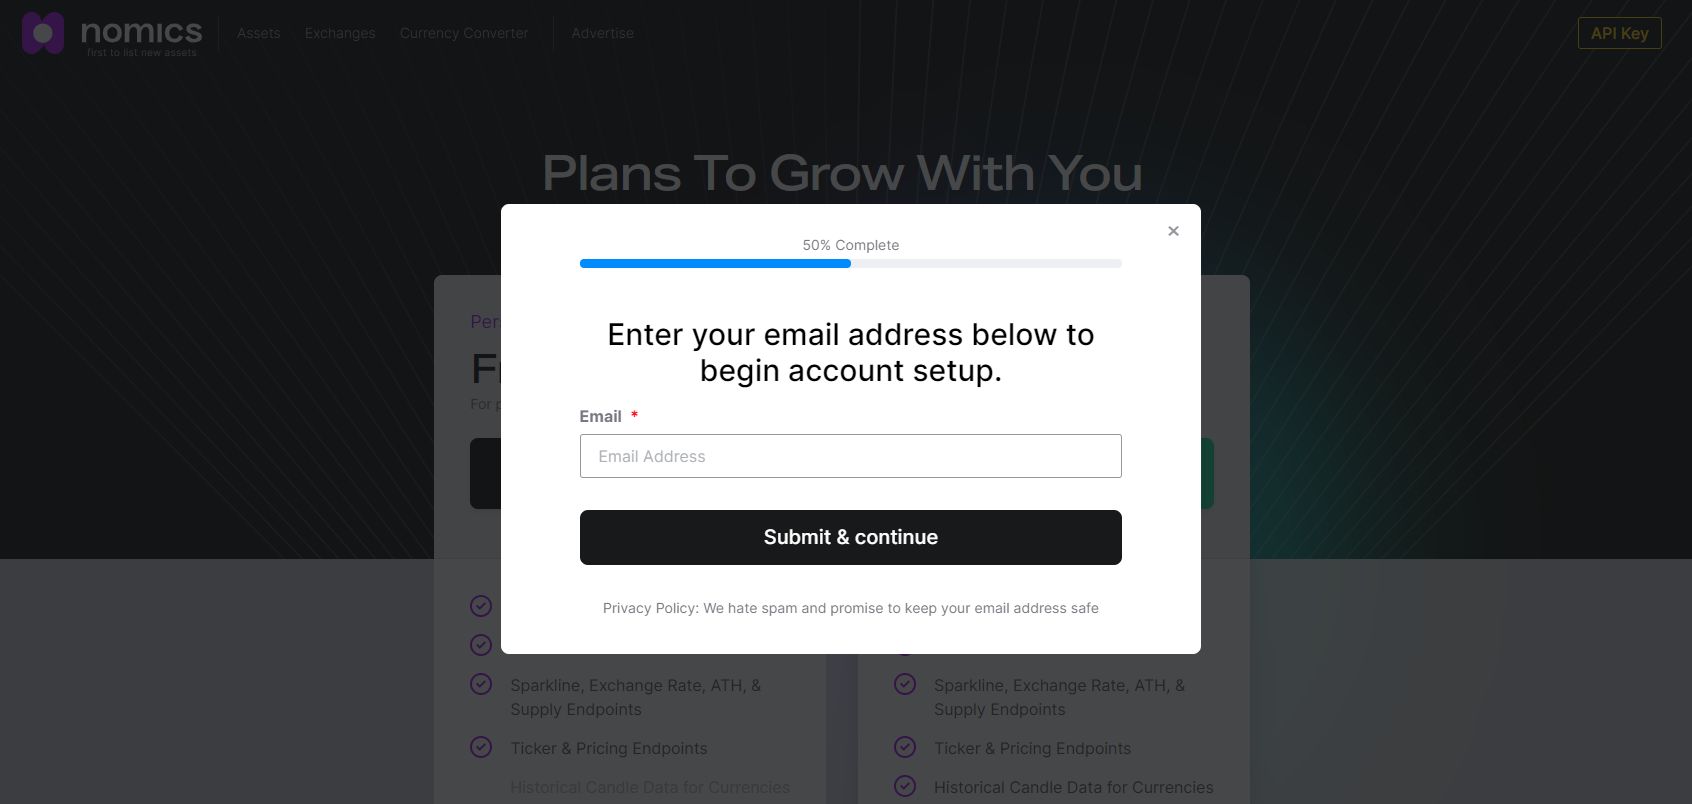 nomics
first to list new assets
Assets
Exchanges
Currency Converter
Advertise
API Key
Plans To Grow With You
50% Complete
Enter your email address below to
begin account setup.
Email *
Email Address
Submit & continue
Privacy Policy: We hate spam and promise to keep your email address safe
Sparkline, Exchange Rate, ATH, &
Supply Endpoints
Ticker & Pricing Endpoints
Historical Candle Data for Currencies
Sparkline, Exchange Rate, ATH, &
Supply Endpoints
Ticker & Pricing Endpoints
Historical Candle Data for Currencies